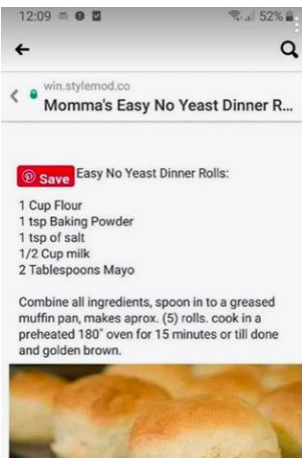 12:09 52%
win.stylemod.co
Momma's Easy No Yeast Dinner R...
Save Easy No Yeast Dinner Rolls:
1 Cup Flour
1 tsp Baking Powder
1 tsp of salt
1/2 Cup milk
2 Tablespoons Mayo
Combine all ingredients, spoon in to a greased
muffin pan, makes aprox. (5) rolls. cook in a
preheated 180° oven for 15 minutes or till done
and golden brown.